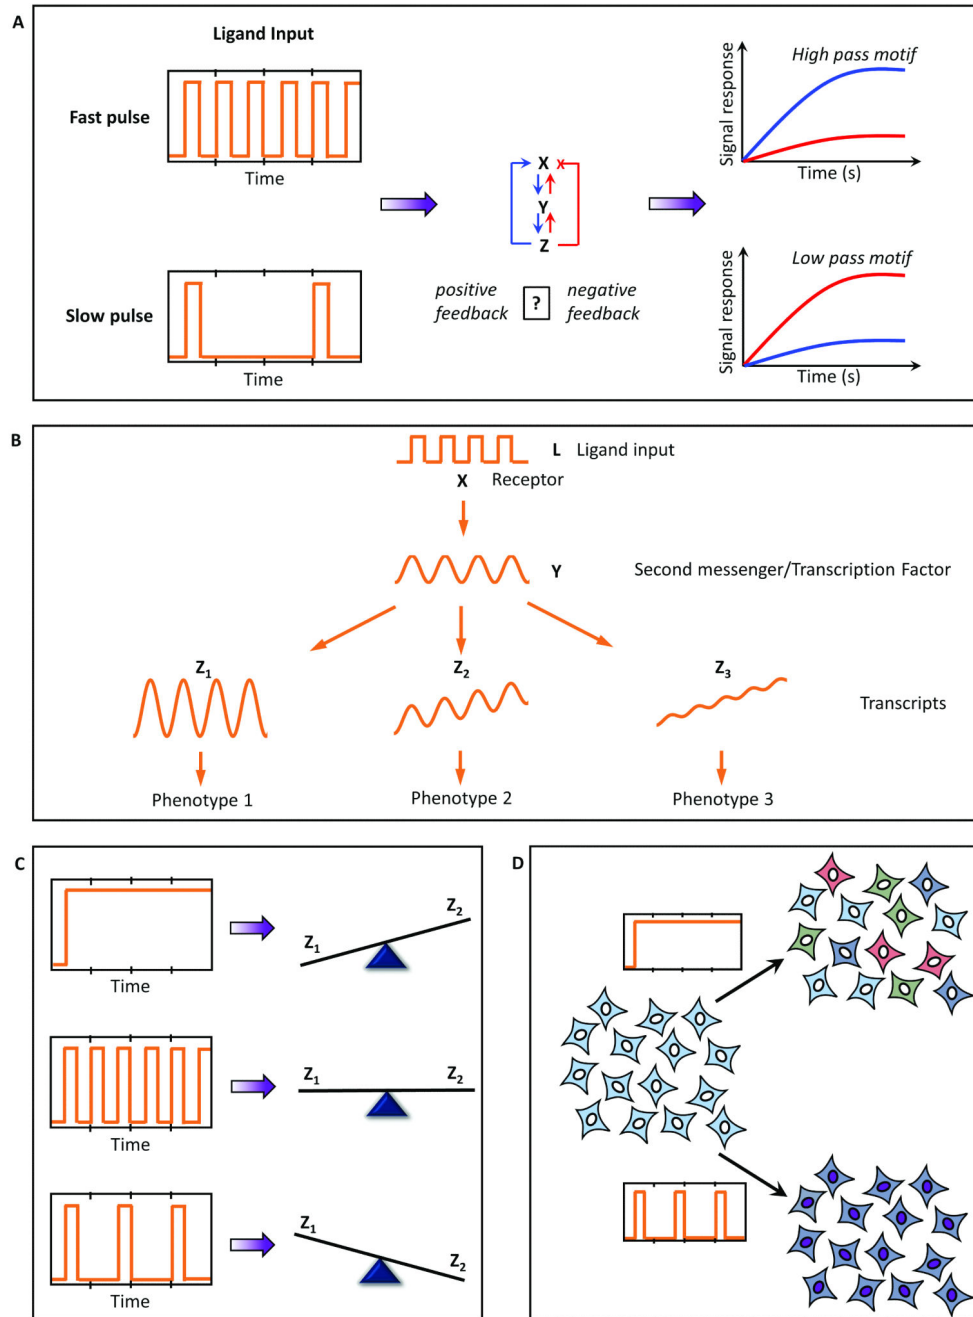 A
Ligand Input
Fast pulse
Time
Slow pulse
Time
X x
Y
Z
positive ? negative
feedback feedback
High pass motif
Signal response
Time (s)
Low pass motif
Signal response
Time (s)
B
L Ligand input
X Receptor
Y Second messenger/Transcription Factor
Z1 Z2 Z3
Transcripts
Phenotype 1 Phenotype 2 Phenotype 3
C
Time
Z1 Z2
Time
Z1 Z2
Time
Z1 Z2
D